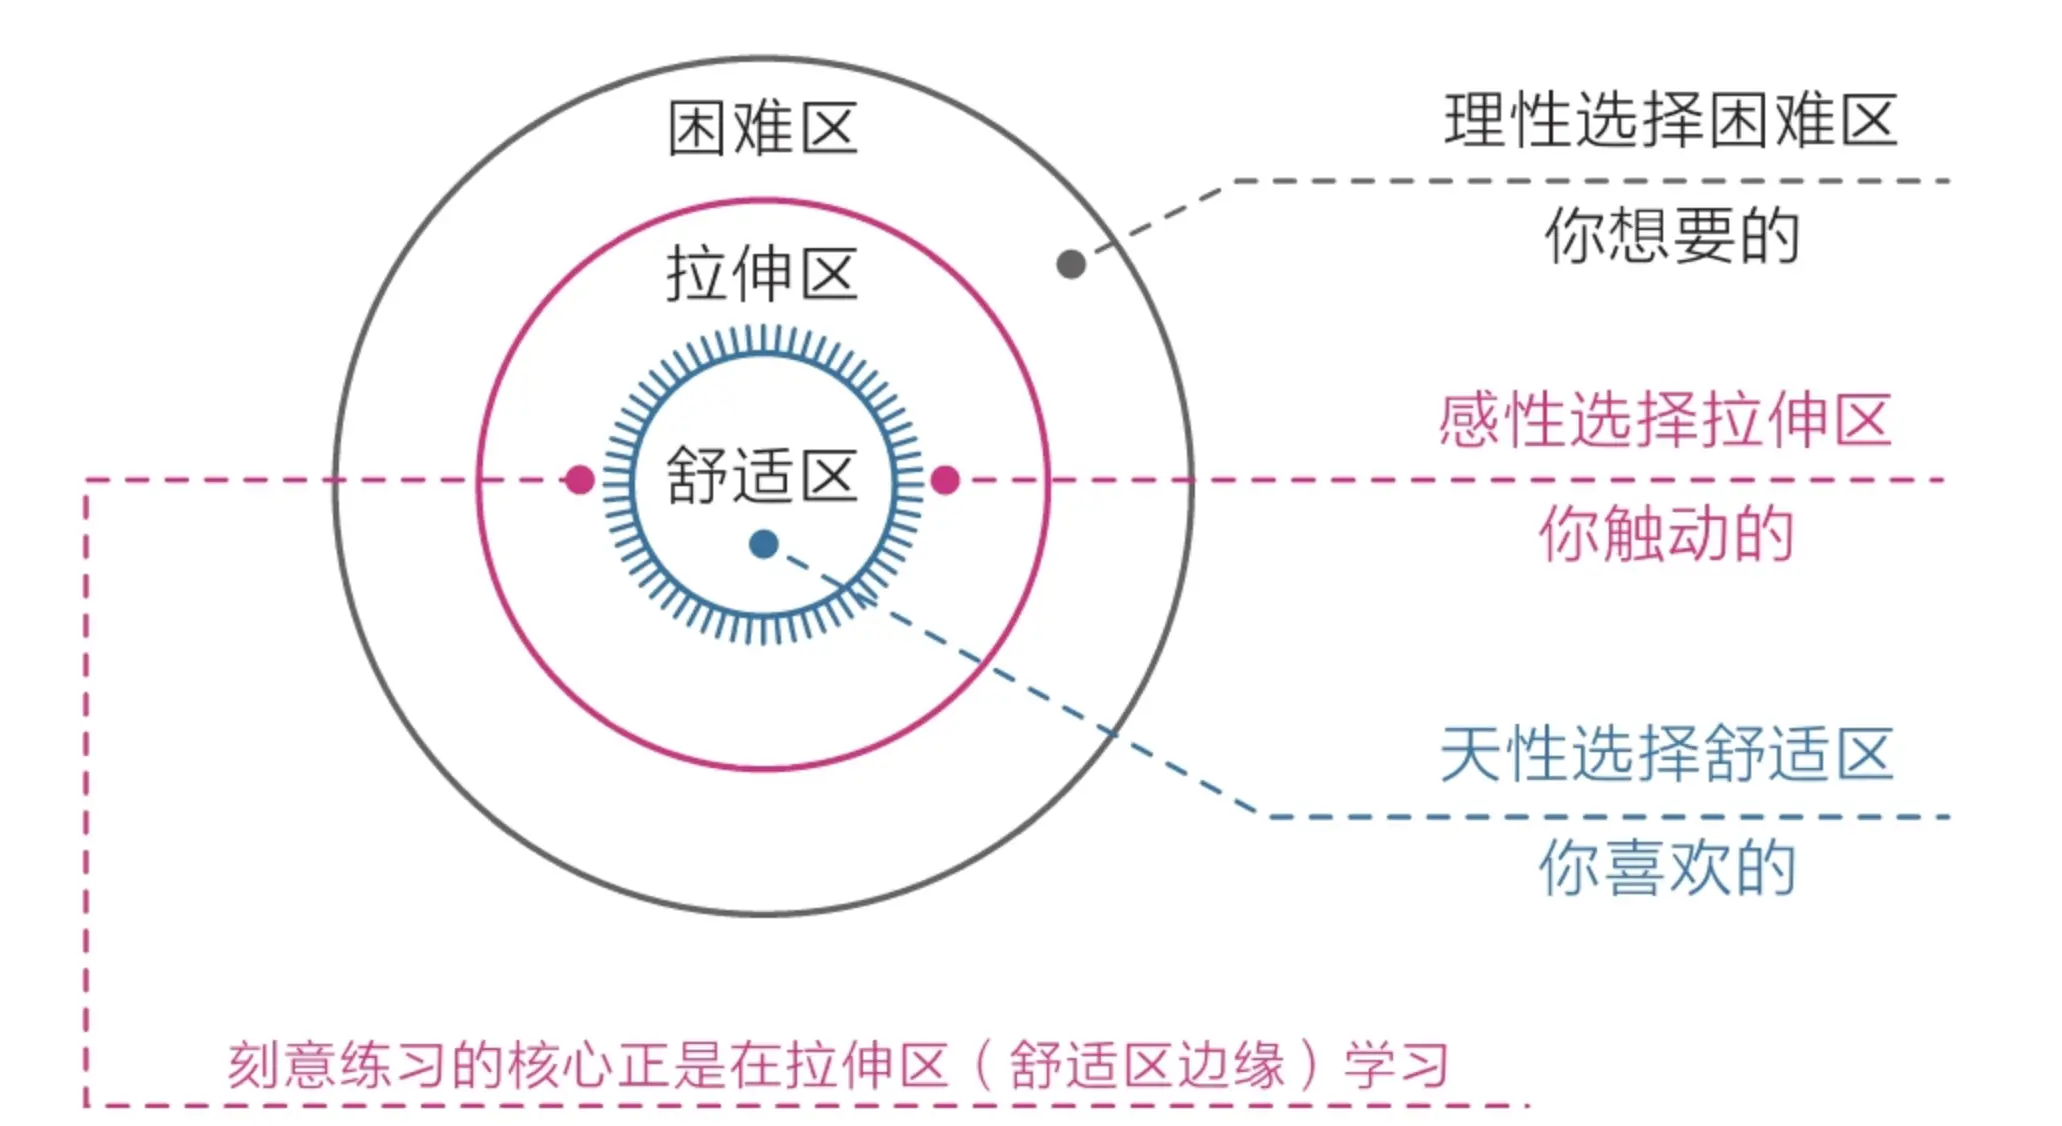 困难区
拉伸区
舒适区
理性选择困难区
你想要的
感性选择拉伸区
你触动的
天性选择舒适区
你喜欢的
刻意练习的核心正是在拉伸区（舒适区边缘）学习